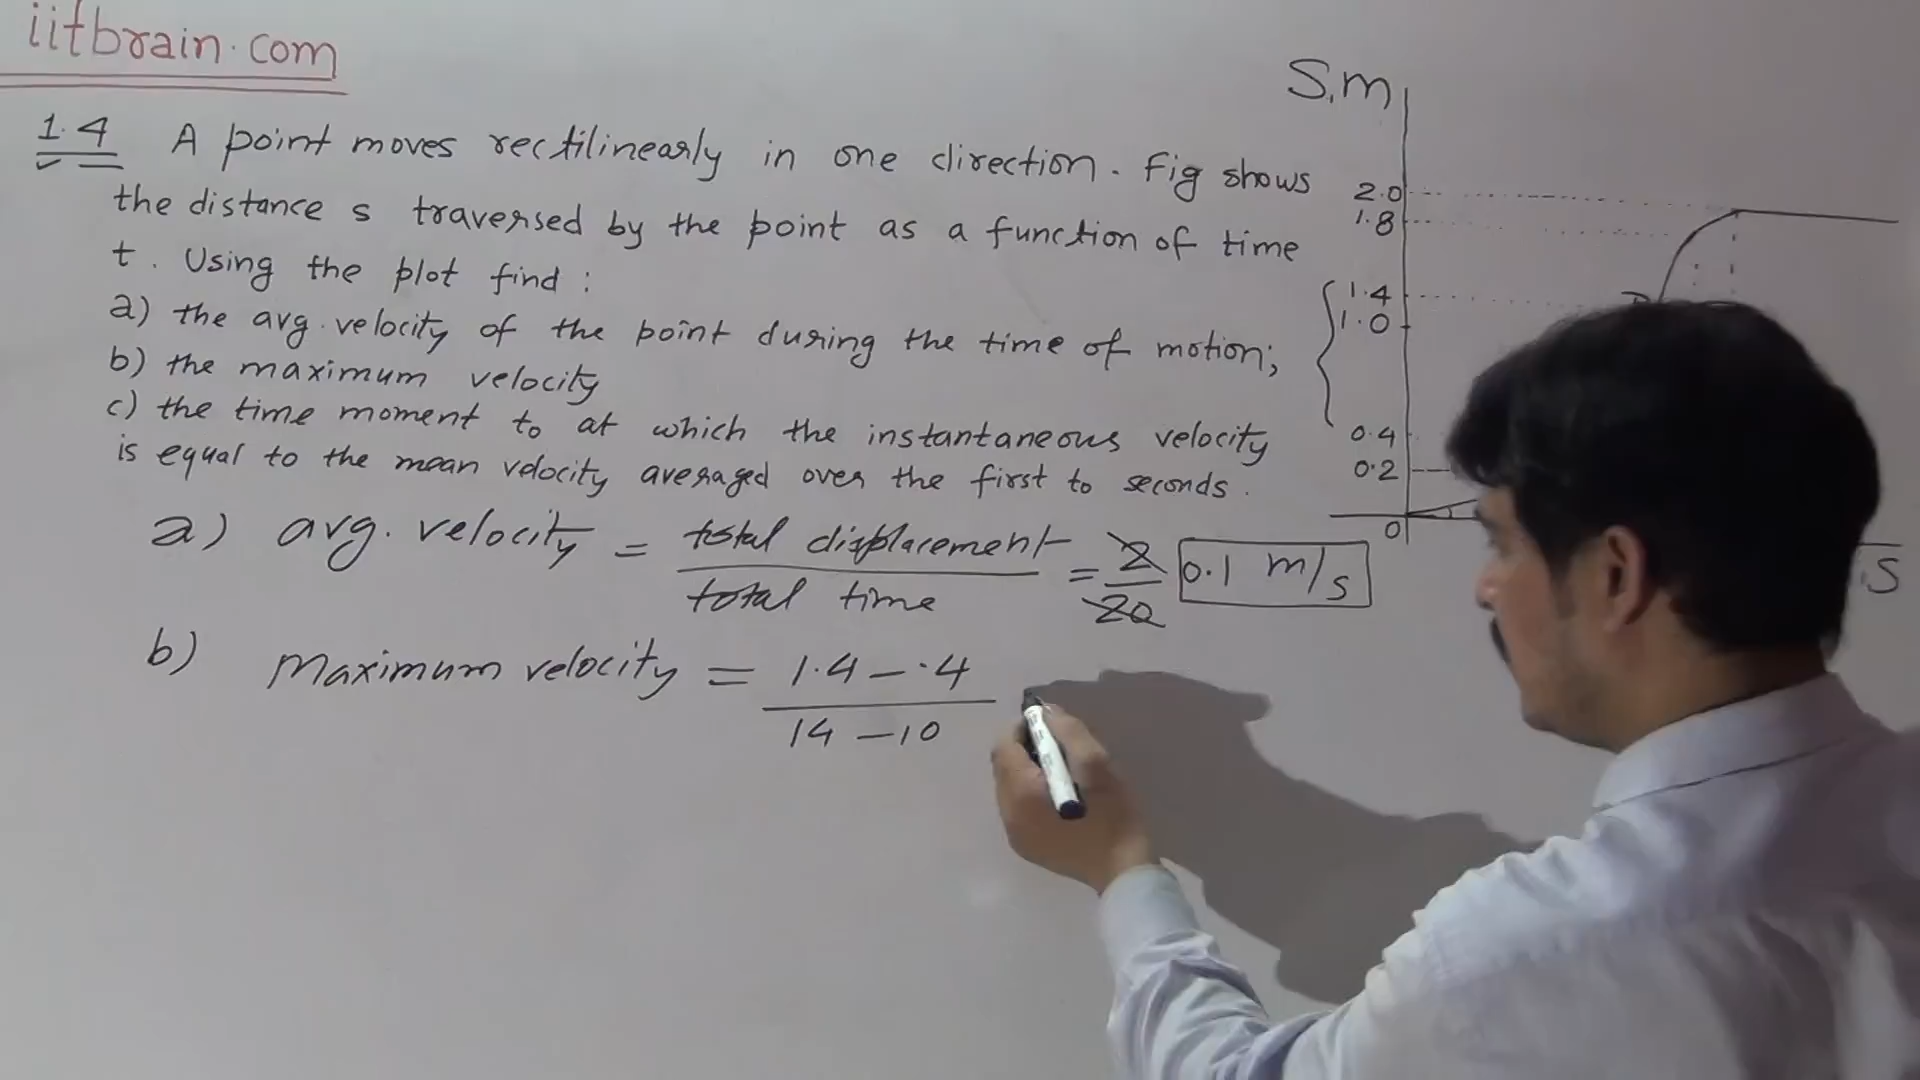 iitbrain.com
1.4 A point moves rectilinearly in one direction. Fig shows
the distance s traversed by the point as a function of time
t. Using the plot find :
a) the avg. velocity of the point during the time of motion;
b) the maximum velocity
c) the time moment to at which the instantaneous velocity
is equal to the mean velocity averaged over the first to seconds.
a) avg. velocity = total displacement / total time = 2/20 0.1 m/s
b) Maximum velocity = 1.4 - .4 / 14 - 10
S,m
2.0
1.8
1.4
1.0
0.4
0.2
0
,S